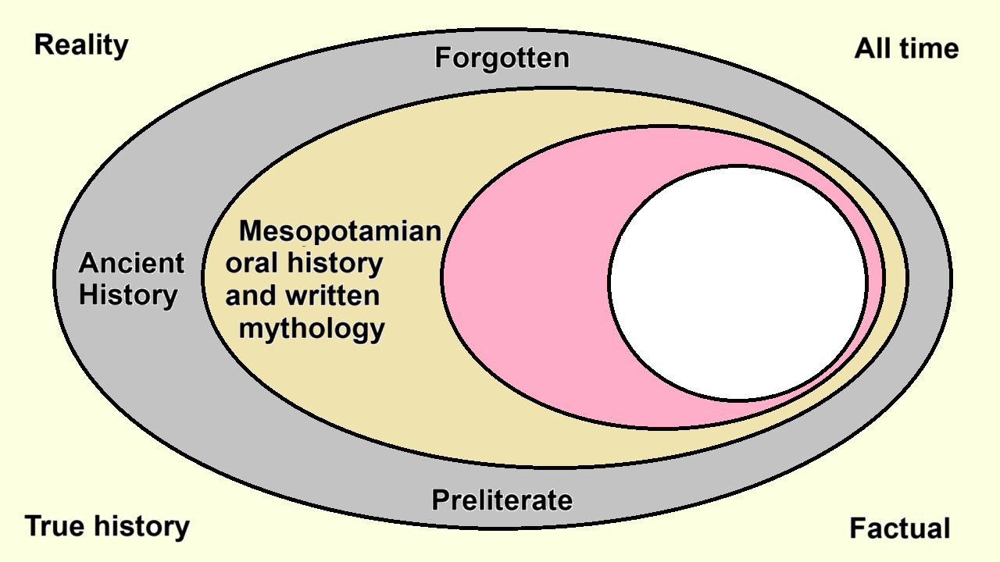 Reality
All time
Forgotten
Ancient
History
Mesopotamian
oral history
and written
mythology
Preliterate
True history
Factual